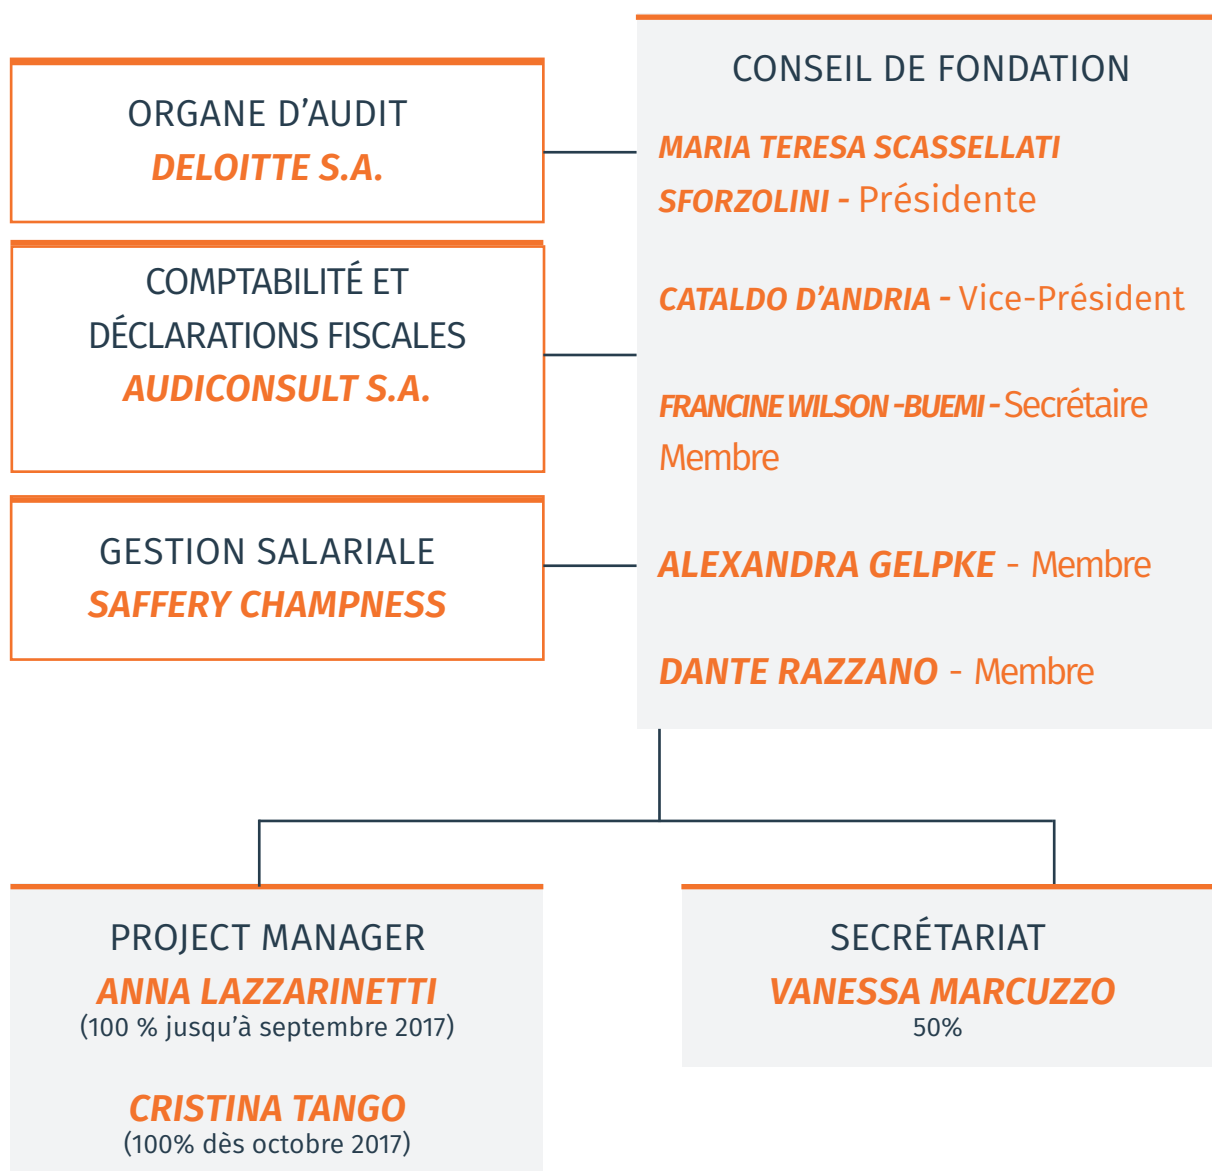 ORGANE D’AUDIT
DELOITTE S.A.
COMPTABILITÉ ET
DÉCLARATIONS FISCALES
AUDICONSULT S.A.
GESTION SALARIALE
SAFFERY CHAMPNESS
CONSEIL DE FONDATION
MARIA TERESA SCASSELLATI
SFORZOLINI - Présidente
CATALDO D’ANDRIA - Vice-Président
FRANCINE WILSON -BUEMI - Secrétaire
Membre
ALEXANDRA GELPKE - Membre
DANTE RAZZANO - Membre
PROJECT MANAGER
ANNA LAZZARINETTI
(100 % jusqu’à septembre 2017)
CRISTINA TANGO
(100% dès octobre 2017)
SECRÉTARIAT
VANESSA MARCUZZO
50%